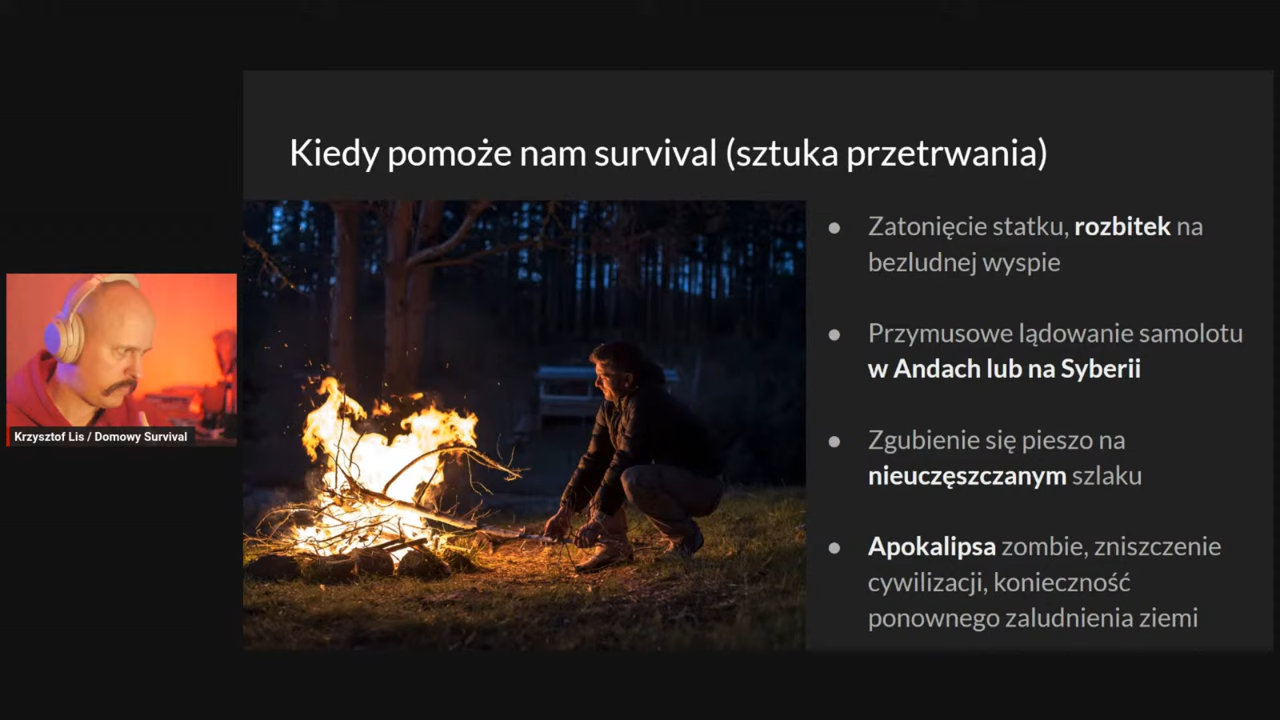 Kiedy pomoże nam survival (sztuka przetrwania)
Zatonięcie statku, rozbitek na
bezludnej wyspie
Przymusowe lądowanie samolotu
w Andach lub na Syberii
Zgubienie się pieszo na
nieuczęszczanym szlaku
Apokalipsa zombie, zniszczenie
cywilizacji, konieczność
ponownego zaludnienia ziemi
Krzysztof Lis / Domowy Survival